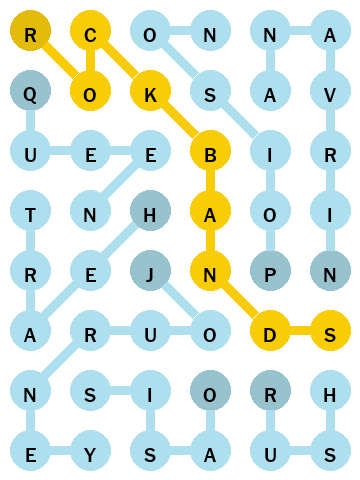 R C O N N A
Q O K S A V
U E E B I R
T N H A O I
R E J N P N
A R U O D S
N S I O R H
E Y S A U S